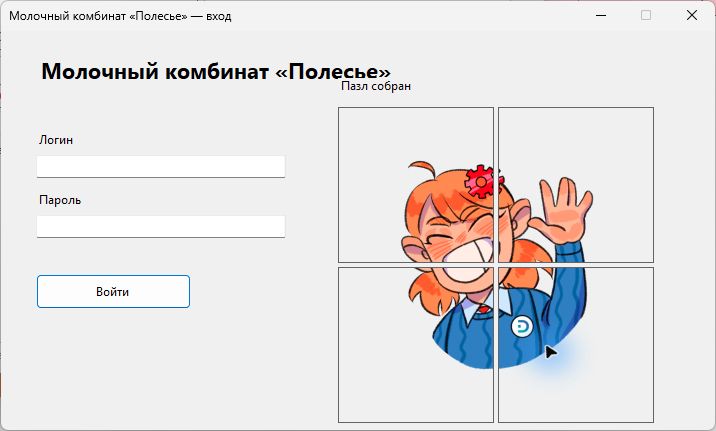 Молочный комбинат «Полесье» — вход
Молочный комбинат «Полесье»
Пазл собран
Логин
Пароль
Войти